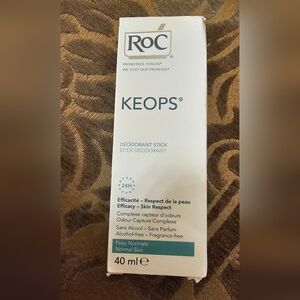 RoC
PROMESSES TENUES*
WE KEEP OUR PROMISES*
KEOPS®
DÉODORANT STICK
STICK DEODORANT
24H
Efficacité – Respect de la peau
Efficacy – Skin Respect
Complexe capteur d'odeurs
Odour Capture Complexe
Sans Alcool – Sans Parfum
Alcohol-free – Fragrance-free
Peau Normale
Normal Skin
40 ml ℮